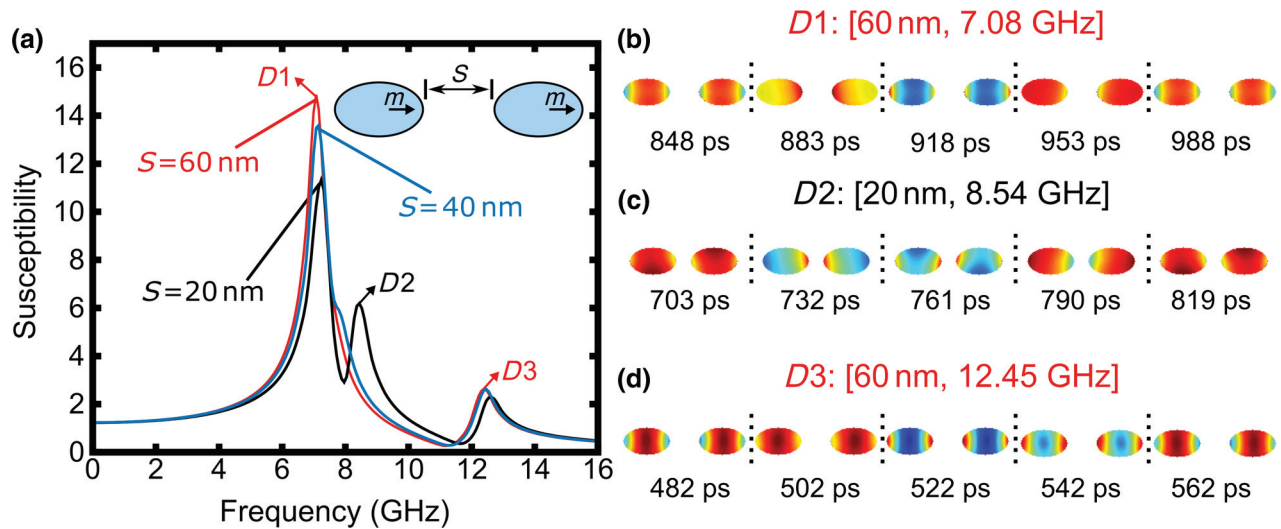 (a)
16
14
12
10
8
6
4
2
0
Susceptibility
0 2 4 6 8 10 12 14 16
Frequency (GHz)
D1
S
m
m
S=60 nm
S=40 nm
S=20 nm
D2
D3
(b)
D1: [60 nm, 7.08 GHz]
848 ps 883 ps 918 ps 953 ps 988 ps
(c)
D2: [20 nm, 8.54 GHz]
703 ps 732 ps 761 ps 790 ps 819 ps
(d)
D3: [60 nm, 12.45 GHz]
482 ps 502 ps 522 ps 542 ps 562 ps